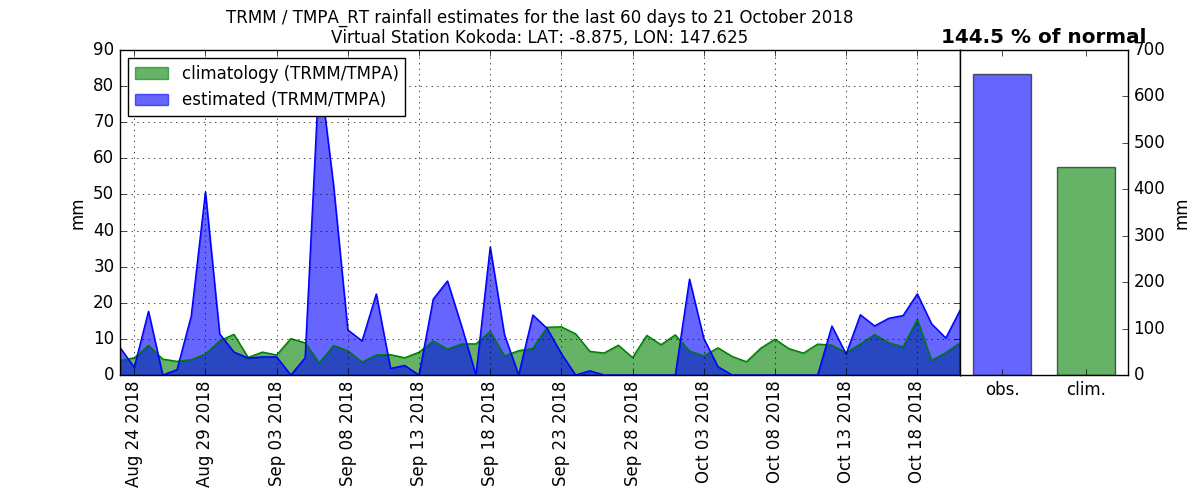 TRMM / TMPA_RT rainfall estimates for the last 60 days to 21 October 2018
Virtual Station Kokoda: LAT: -8.875, LON: 147.625
144.5 % of normal
climatology (TRMM/TMPA)
estimated (TRMM/TMPA)
90
80
70
60
50
40
30
20
10
0
mm
Aug 24 2018
Aug 29 2018
Sep 03 2018
Sep 08 2018
Sep 13 2018
Sep 18 2018
Sep 23 2018
Sep 28 2018
Oct 03 2018
Oct 08 2018
Oct 13 2018
Oct 18 2018
700
600
500
400
300
200
100
0
mm
obs.
clim.